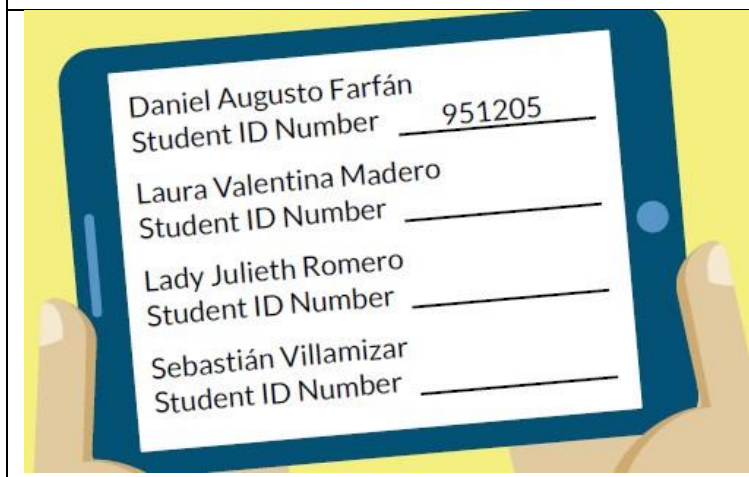 Daniel Augusto Farfán
Student ID Number 951205
Laura Valentina Madero
Student ID Number
Lady Julieth Romero
Student ID Number
Sebastián Villamizar
Student ID Number